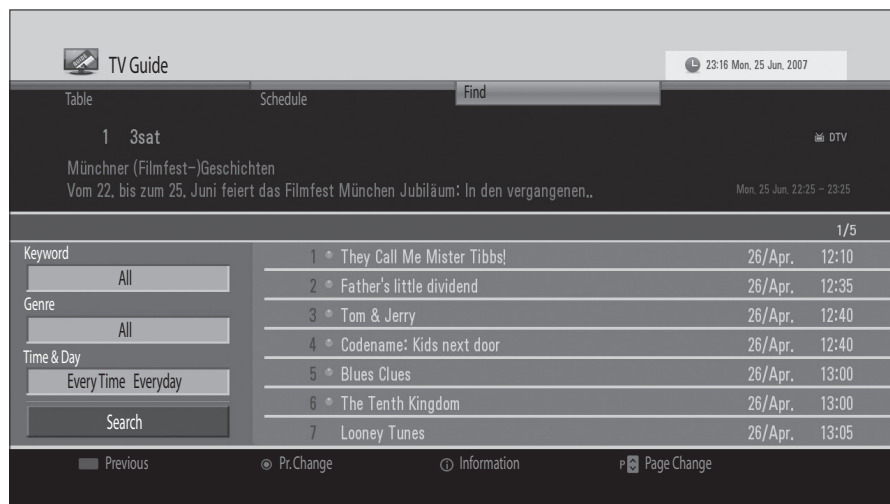 TV Guide
23:16 Mon. 25 Jun. 2007
Table Schedule Find
1 3sat
DTV
Münchner (Filmfest-)Geschichten
Vom 22. bis zum 25. Juni feiert das Filmfest München Jubiläum: In den vergangenen..
Mon. 25 Jun. 22:25 - 23:25
1/5
Keyword
All
Genre
All
Time & Day
Every Time Everyday
Search
1 They Call Me Mister Tibbs! 26/Apr. 12:10
2 Father's little dividend 26/Apr. 12:35
3 Tom & Jerry 26/Apr. 12:40
4 Codename: Kids next door 26/Apr. 12:40
5 Blues Clues 26/Apr. 13:00
6 The Tenth Kingdom 26/Apr. 13:00
7 Looney Tunes 26/Apr. 13:05
Previous Pr. Change Information P Page Change